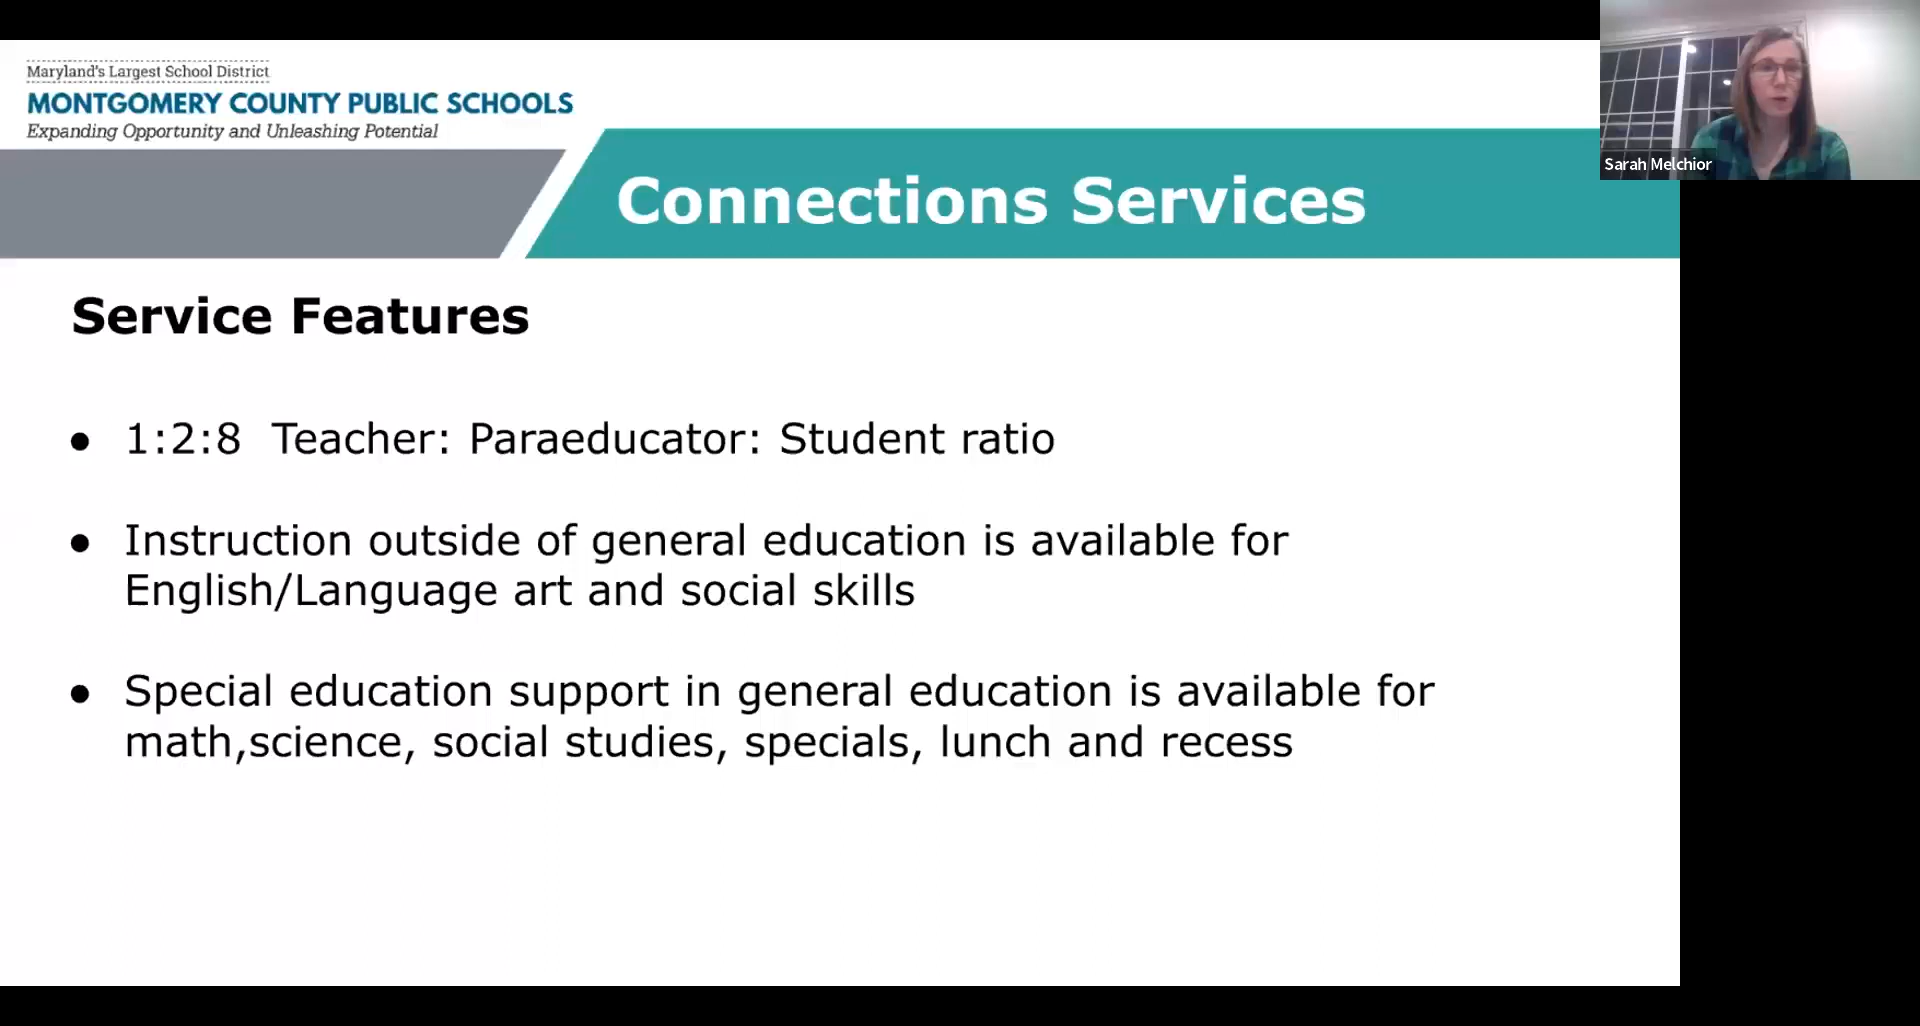 Maryland's Largest School District
MONTGOMERY COUNTY PUBLIC SCHOOLS
Expanding Opportunity and Unleashing Potential
Sarah Melchior
Connections Services
Service Features
● 1:2:8  Teacher: Paraeducator: Student ratio
● Instruction outside of general education is available for
English/Language art and social skills
● Special education support in general education is available for
math,science, social studies, specials, lunch and recess